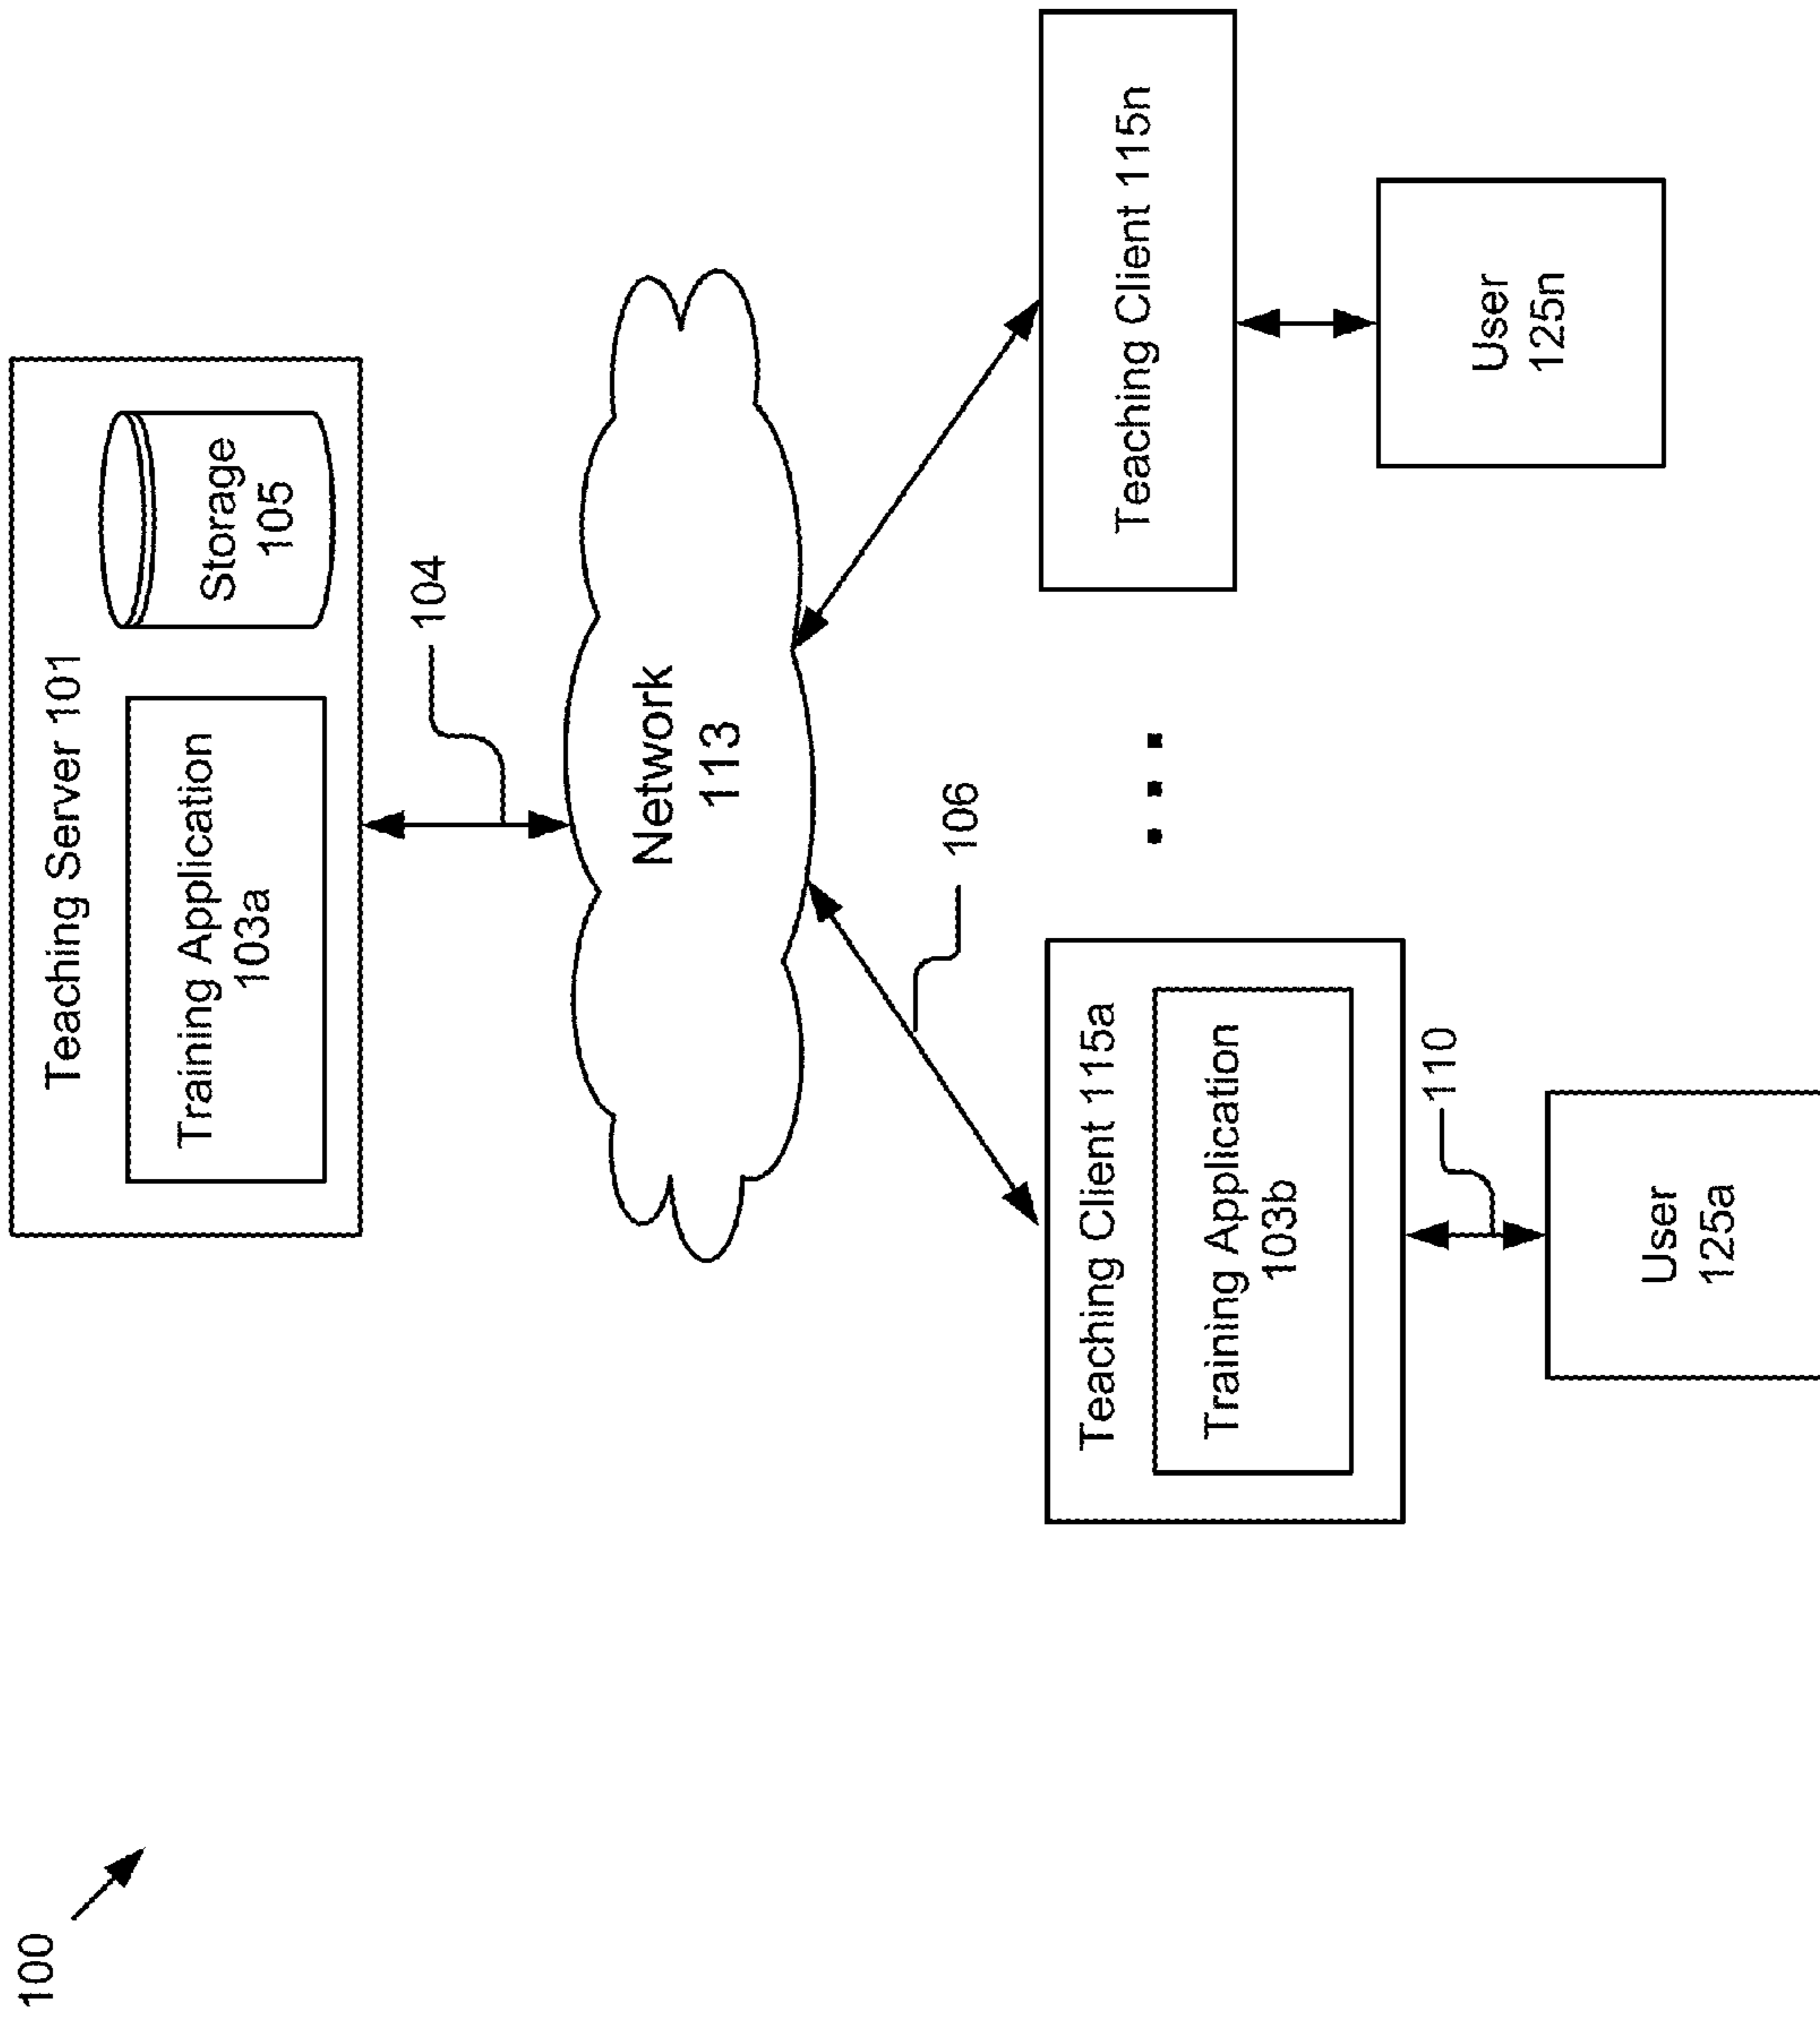 100
Teaching Server 101
Training Application
103a
Storage
105
104
Network
113
106
Teaching Client 115a
Training Application
103b
Teaching Client 115n
110
User
125a
User
125n